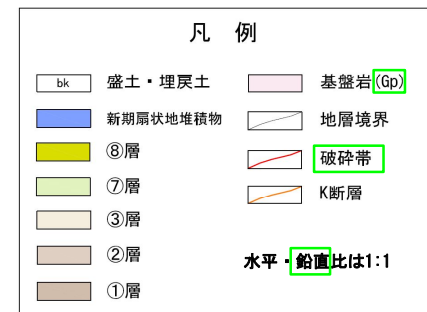 凡 例
bk 盛土・埋戻土
新期扇状地堆積物
⑧層
⑦層
③層
②層
①層
基盤岩(Gp)
地層境界
破砕帯
K断層
水平・鉛直比は1:1